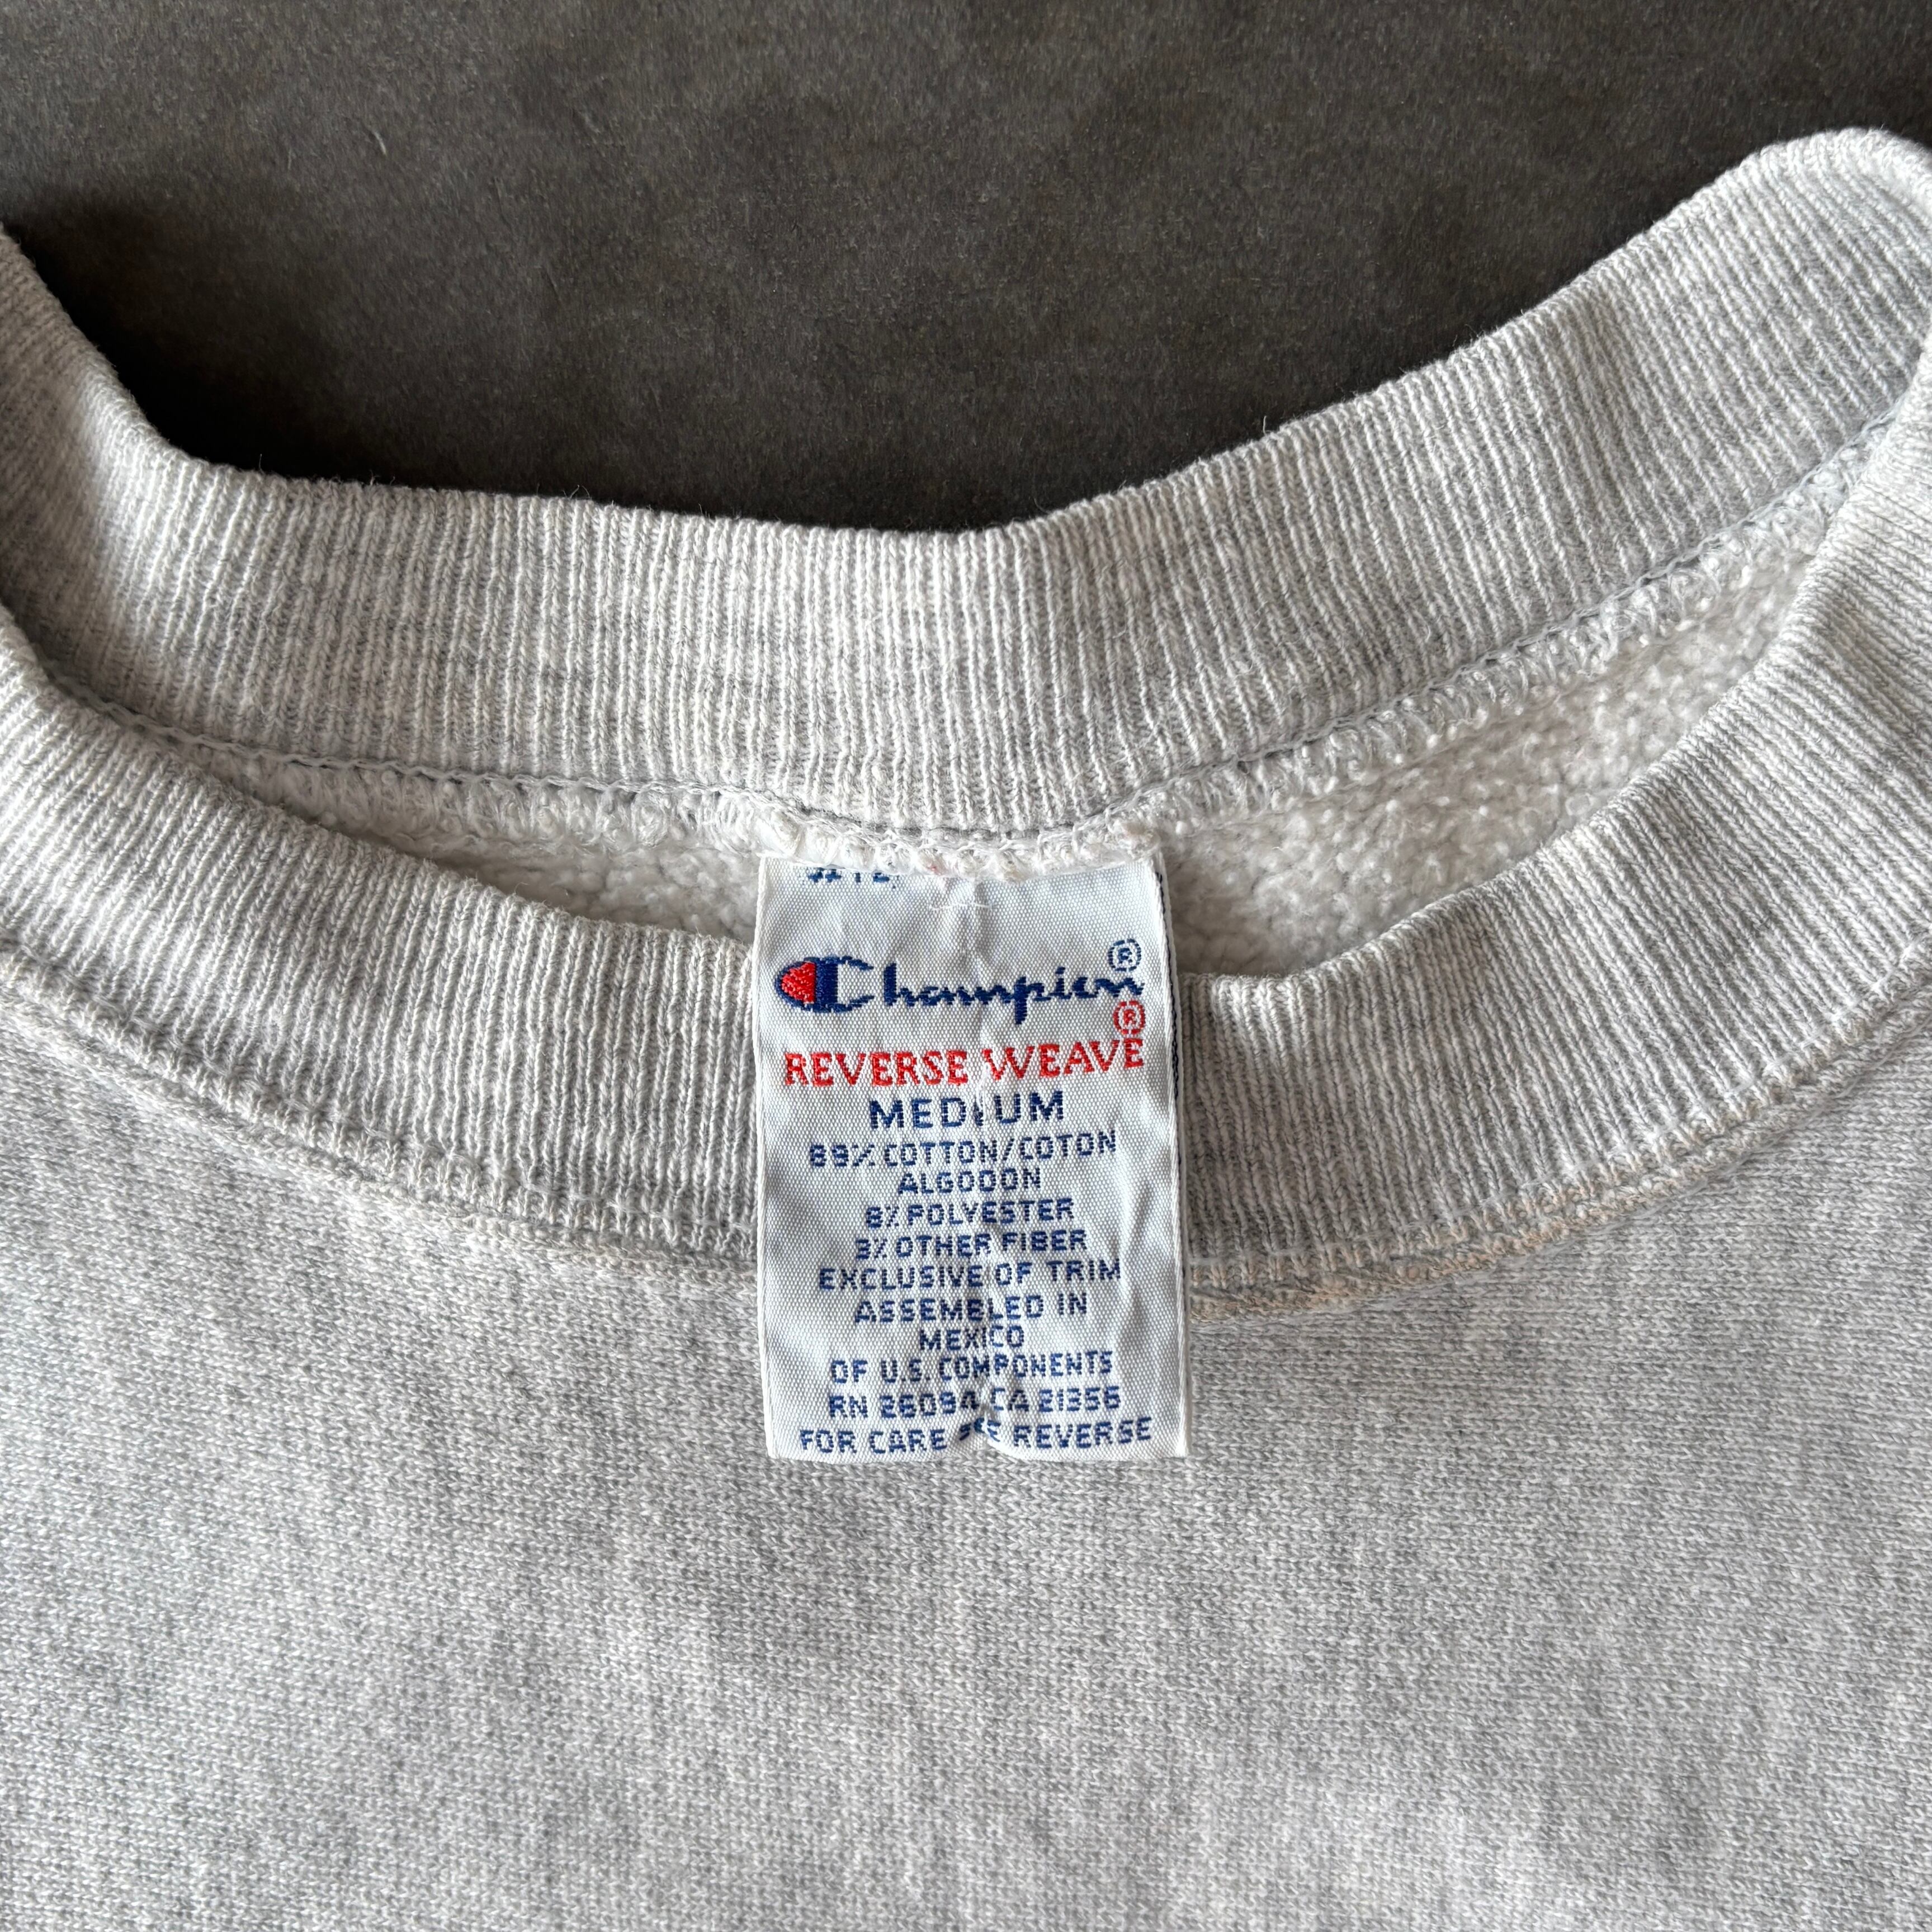 Champion®
REVERSE WEAVE®
MEDIUM
89% COTTON/COTON
ALGODON
8% POLYESTER
3% OTHER FIBER
EXCLUSIVE OF TRIM
ASSEMBLED IN
MEXICO
OF U.S. COMPONENTS
RN 26094 CA 21356
FOR CARE SEE REVERSE